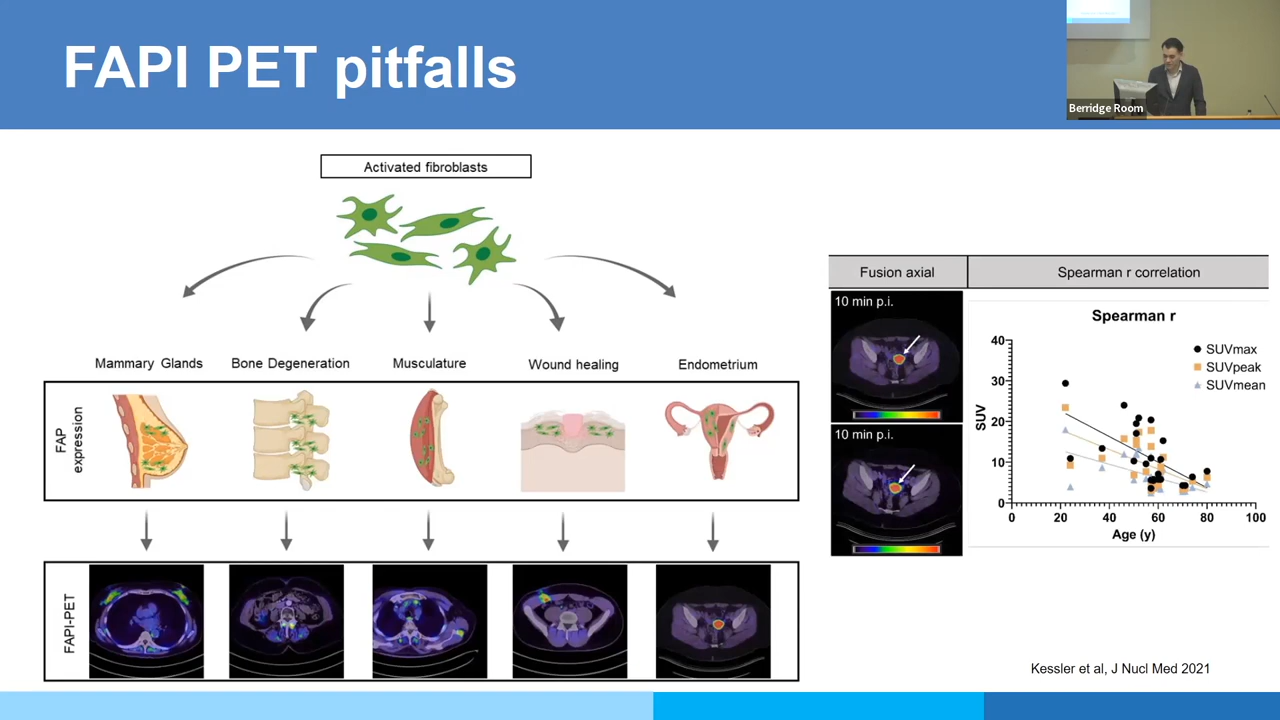 FAPI PET pitfalls
Berridge Room
Activated fibroblasts
Mammary Glands
Bone Degeneration
Musculature
Wound healing
Endometrium
FAP
expression
FAPI-PET
Fusion axial
Spearman r correlation
10 min p.i.
10 min p.i.
Spearman r
SUVmax
SUVpeak
SUVmean
SUV
40
30
20
10
0
0
20
40
60
80
100
Age (y)
Kessler et al, J Nucl Med 2021